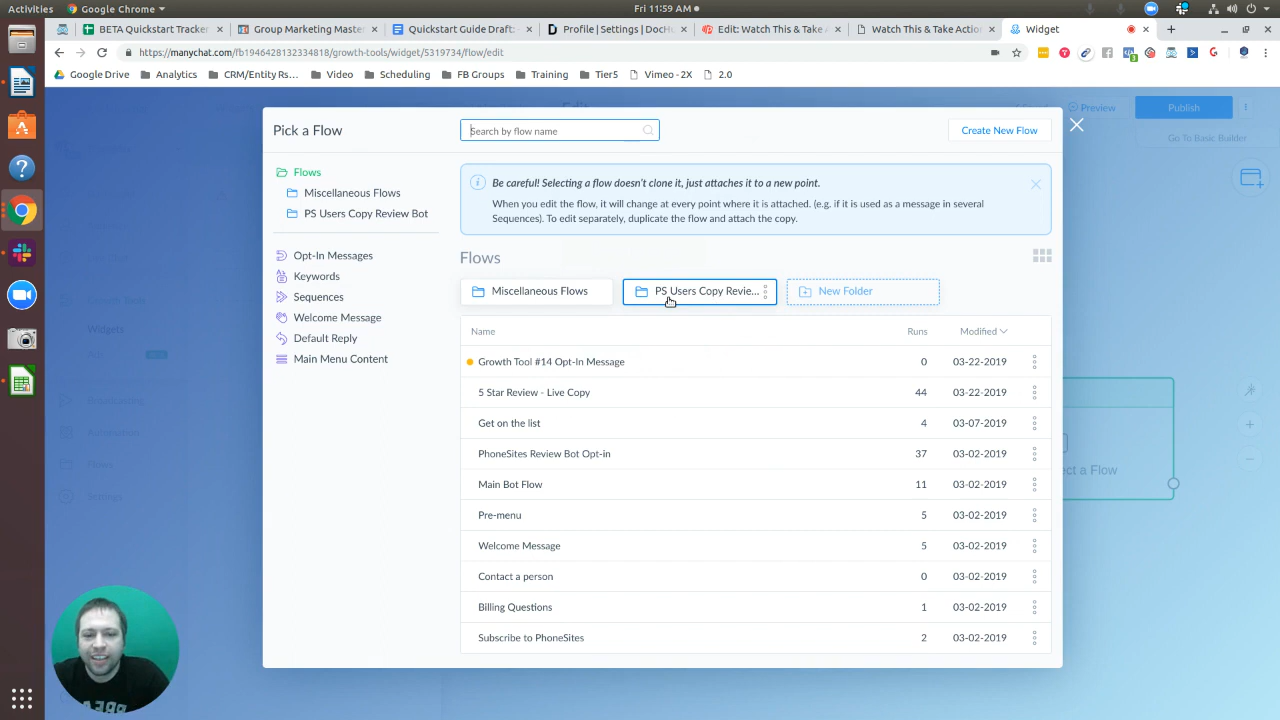 Activities
Google Chrome
Fri 11:59 AM
BETA Quickstart Tracker
Group Marketing Master
Quickstart Guide Draft:
Profile | Settings | DocHu
Edit: Watch This & Take A
Watch This & Take Action
Widget
https://manychat.com/fb1946428132334818/growth-tools/widget/5319734/flow/edit
Google Drive
Analytics
CRM/Entity Rs...
Video
Scheduling
FB Groups
Training
Tier5
Vimeo - 2X
2.0
Edit
Preview
Publish
Go To Basic Builder
Pick a Flow
Search by flow name
Create New Flow
Flows
Miscellaneous Flows
PS Users Copy Review Bot
Opt-In Messages
Keywords
Sequences
Welcome Message
Default Reply
Main Menu Content
Be careful! Selecting a flow doesn't clone it, just attaches it to a new point.
When you edit the flow, it will change at every point where it is attached. (e.g. if it is used as a message in several
Sequences). To edit separately, duplicate the flow and attach the copy.
Flows
Miscellaneous Flows
PS Users Copy Revie...
New Folder
Name Runs Modified
Growth Tool #14 Opt-In Message 0 03-22-2019
5 Star Review - Live Copy 44 03-22-2019
Get on the list 4 03-07-2019
PhoneSites Review Bot Opt-in 37 03-02-2019
Main Bot Flow 11 03-02-2019
Pre-menu 5 03-02-2019
Welcome Message 5 03-02-2019
Contact a person 0 03-02-2019
Billing Questions 1 03-02-2019
Subscribe to PhoneSites 2 03-02-2019
Widgets
Broadcasting
Automation
Flows
Settings
ct a Flow